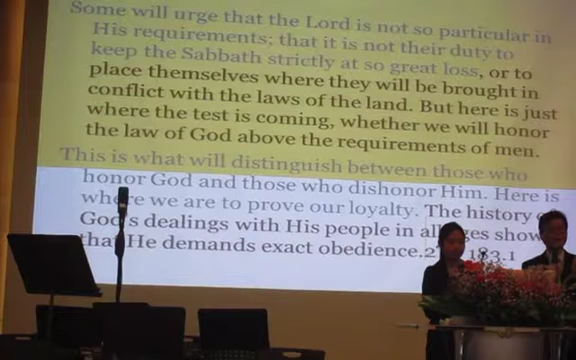 Some will urge that the Lord is not so particular in
His requirements; that it is not their duty to
keep the Sabbath strictly at so great loss, or to
place themselves where they will be brought in
conflict with the laws of the land. But here is just
where the test is coming, whether we will honor
the law of God above the requirements of men.
This is what will distinguish between those who
honor God and those who dishonor Him. Here is
where we are to prove our loyalty. The history
God's dealings with His people in all ages show
that He demands exact obedience. 183.1